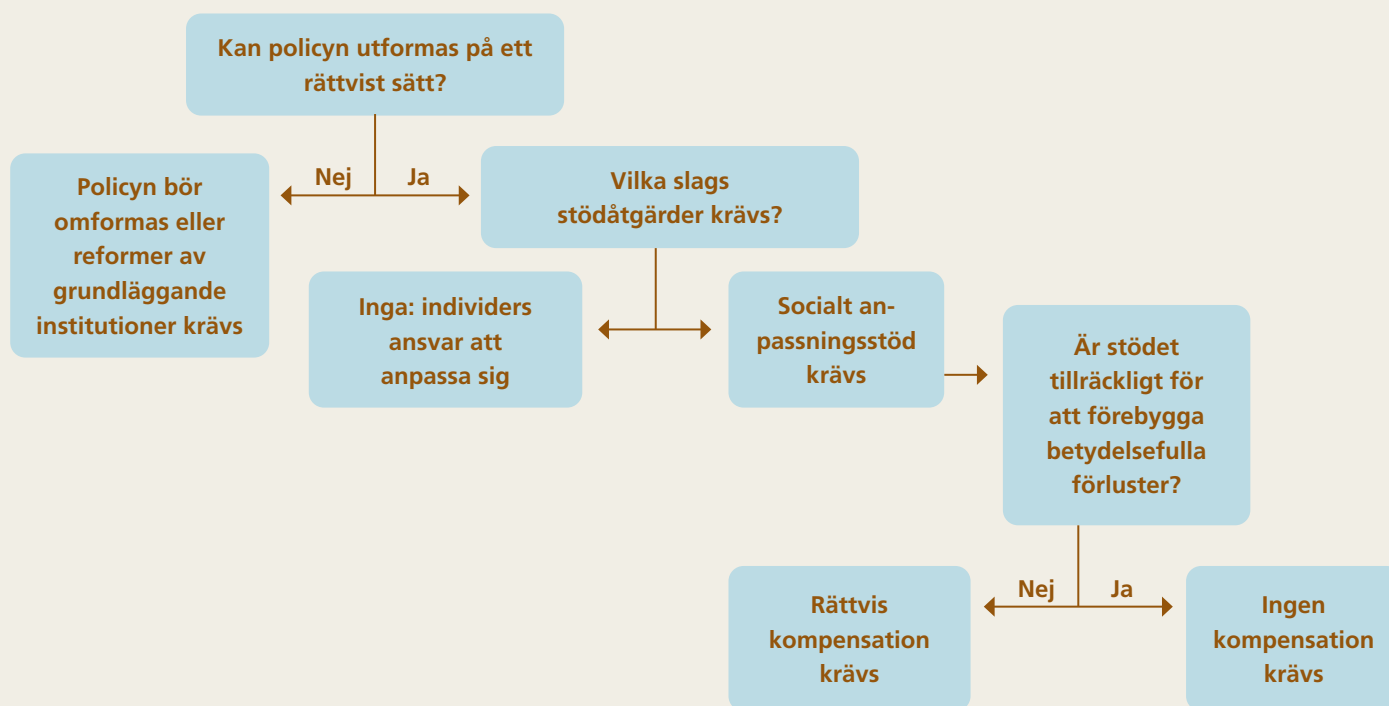 Kan policyn utformas på ett
rättvist sätt?
Nej
Ja
Policyn bör
omformas eller
reformer av
grundläggande
institutioner krävs
Vilka slags
stödåtgärder krävs?
Inga: individers
ansvar att
anpassa sig
Socialt an-
passningsstöd
krävs
Är stödet
tillräckligt för
att förebygga
betydelsefulla
förluster?
Nej
Ja
Rättvis
kompensation
krävs
Ingen
kompensation
krävs